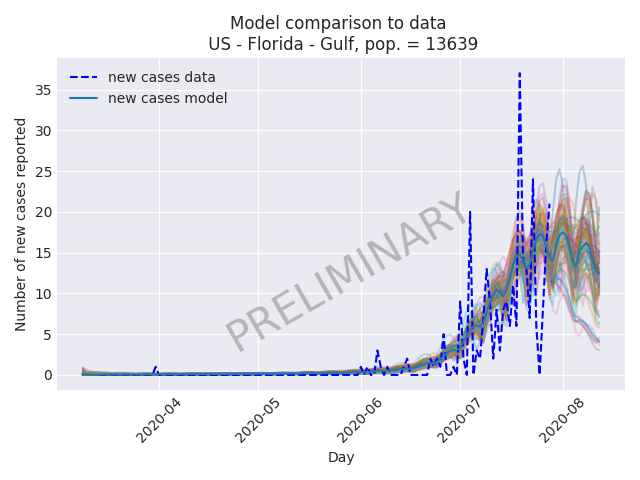 Model comparison to data
US - Florida - Gulf, pop. = 13639
new cases data
new cases model
Number of new cases reported
35
30
25
20
15
10
5
0
PRELIMINARY
2020-04
2020-05
2020-06
2020-07
2020-08
Day